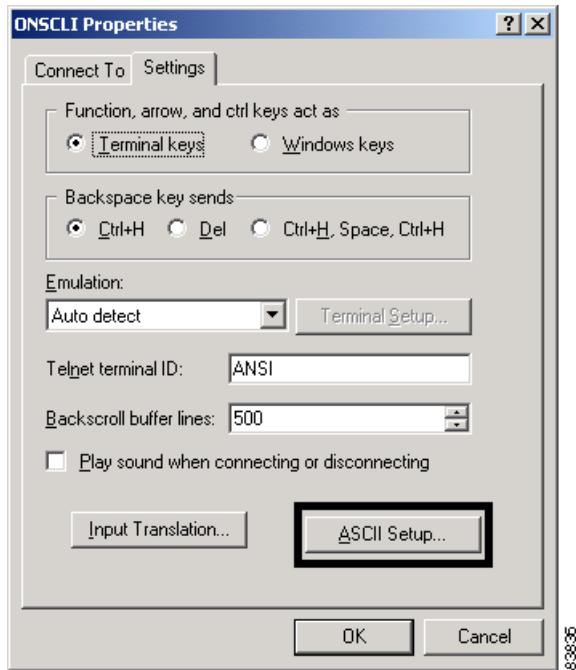 ONSCLI Properties
Connect To Settings
Function, arrow, and ctrl keys act as
Terminal keys Windows keys
Backspace key sends
Ctrl+H Del Ctrl+H, Space, Ctrl+H
Emulation:
Auto detect Terminal Setup...
Telnet terminal ID: ANSI
Backscroll buffer lines: 500
Play sound when connecting or disconnecting
Input Translation... ASCII Setup...
OK Cancel
83836